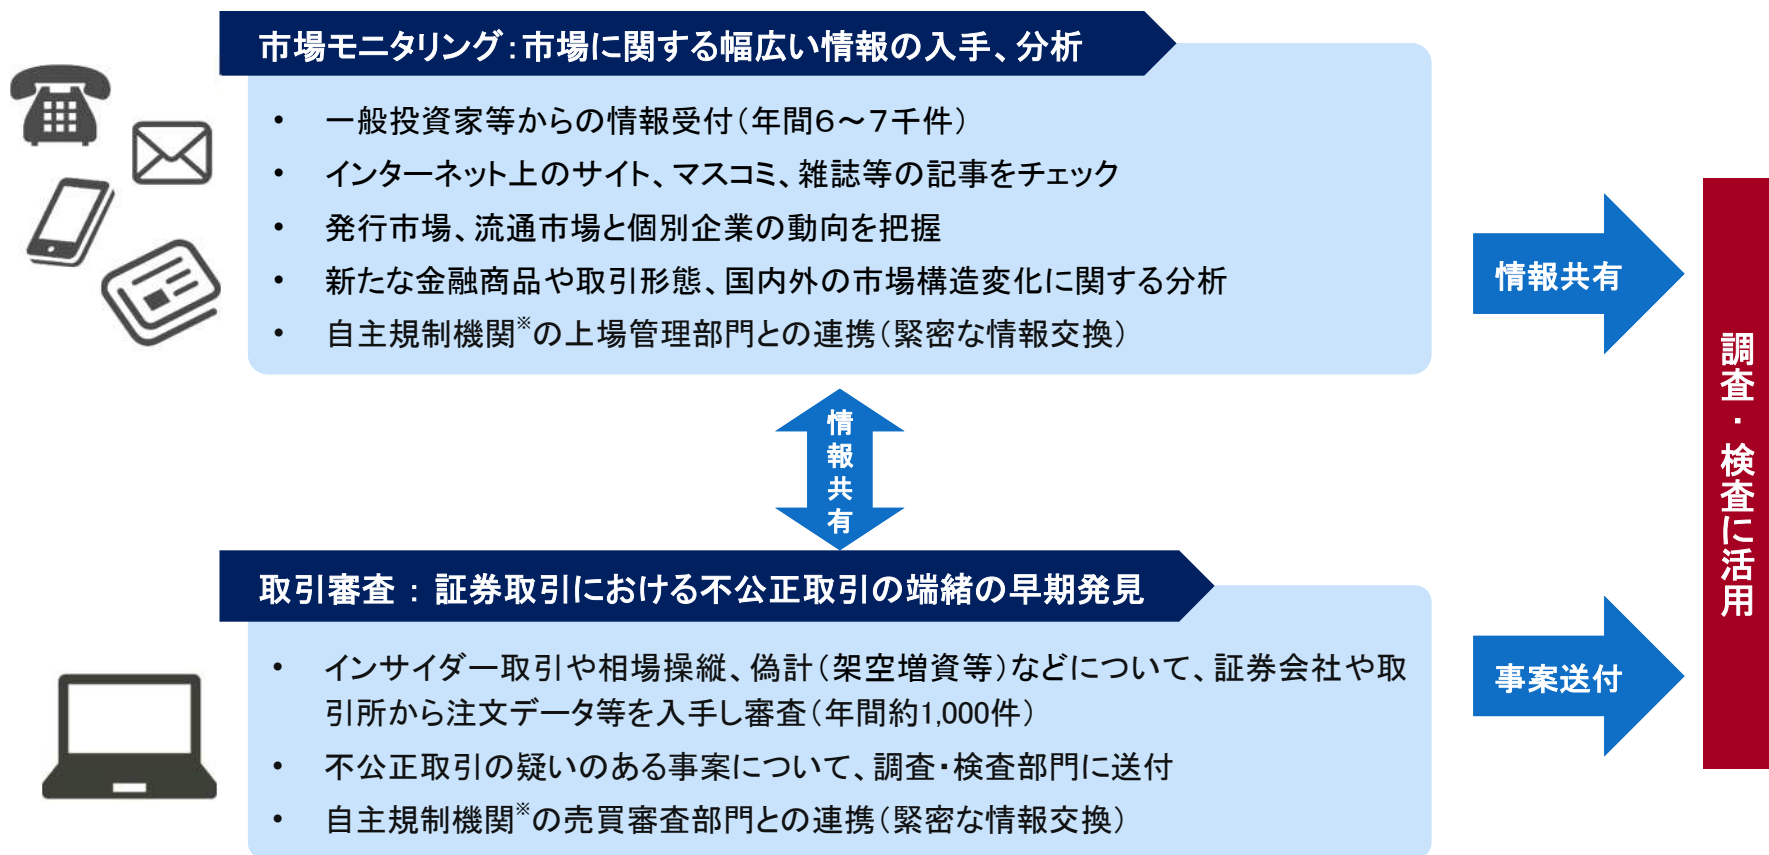 市場モニタリング：市場に関する幅広い情報の入手、分析
• 一般投資家等からの情報受付（年間６～７千件）
• インターネット上のサイト、マスコミ、雑誌等の記事をチェック
• 発行市場、流通市場と個別企業の動向を把握
• 新たな金融商品や取引形態、国内外の市場構造変化に関する分析
• 自主規制機関※の上場管理部門との連携（緊密な情報交換）
情報共有
情報共有
取引審査 ： 証券取引における不公正取引の端緒の早期発見
• インサイダー取引や相場操縦、偽計（架空増資等）などについて、証券会社や取
引所から注文データ等を入手し審査（年間約1,000件）
• 不公正取引の疑いのある事案について、調査・検査部門に送付
• 自主規制機関※の売買審査部門との連携（緊密な情報交換）
事案送付
調査・検査に活用